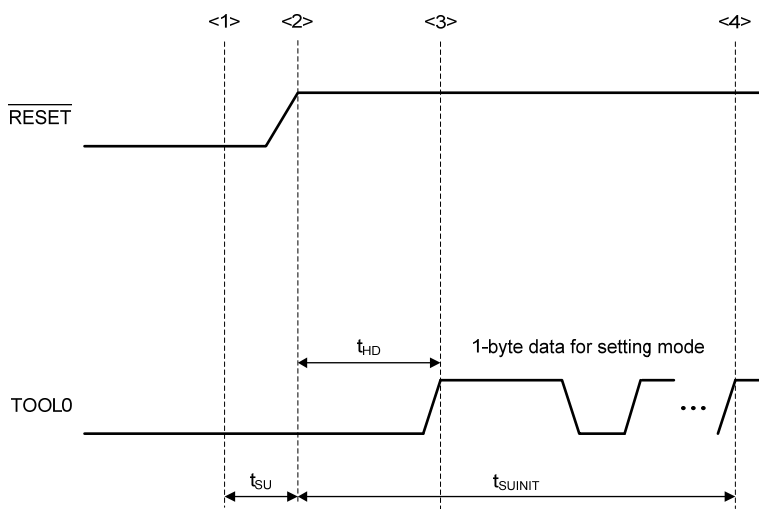 <1> <2> <3> <4>
RESET
tHD
1-byte data for setting mode
TOOL0
...
tSU
tSUINIT